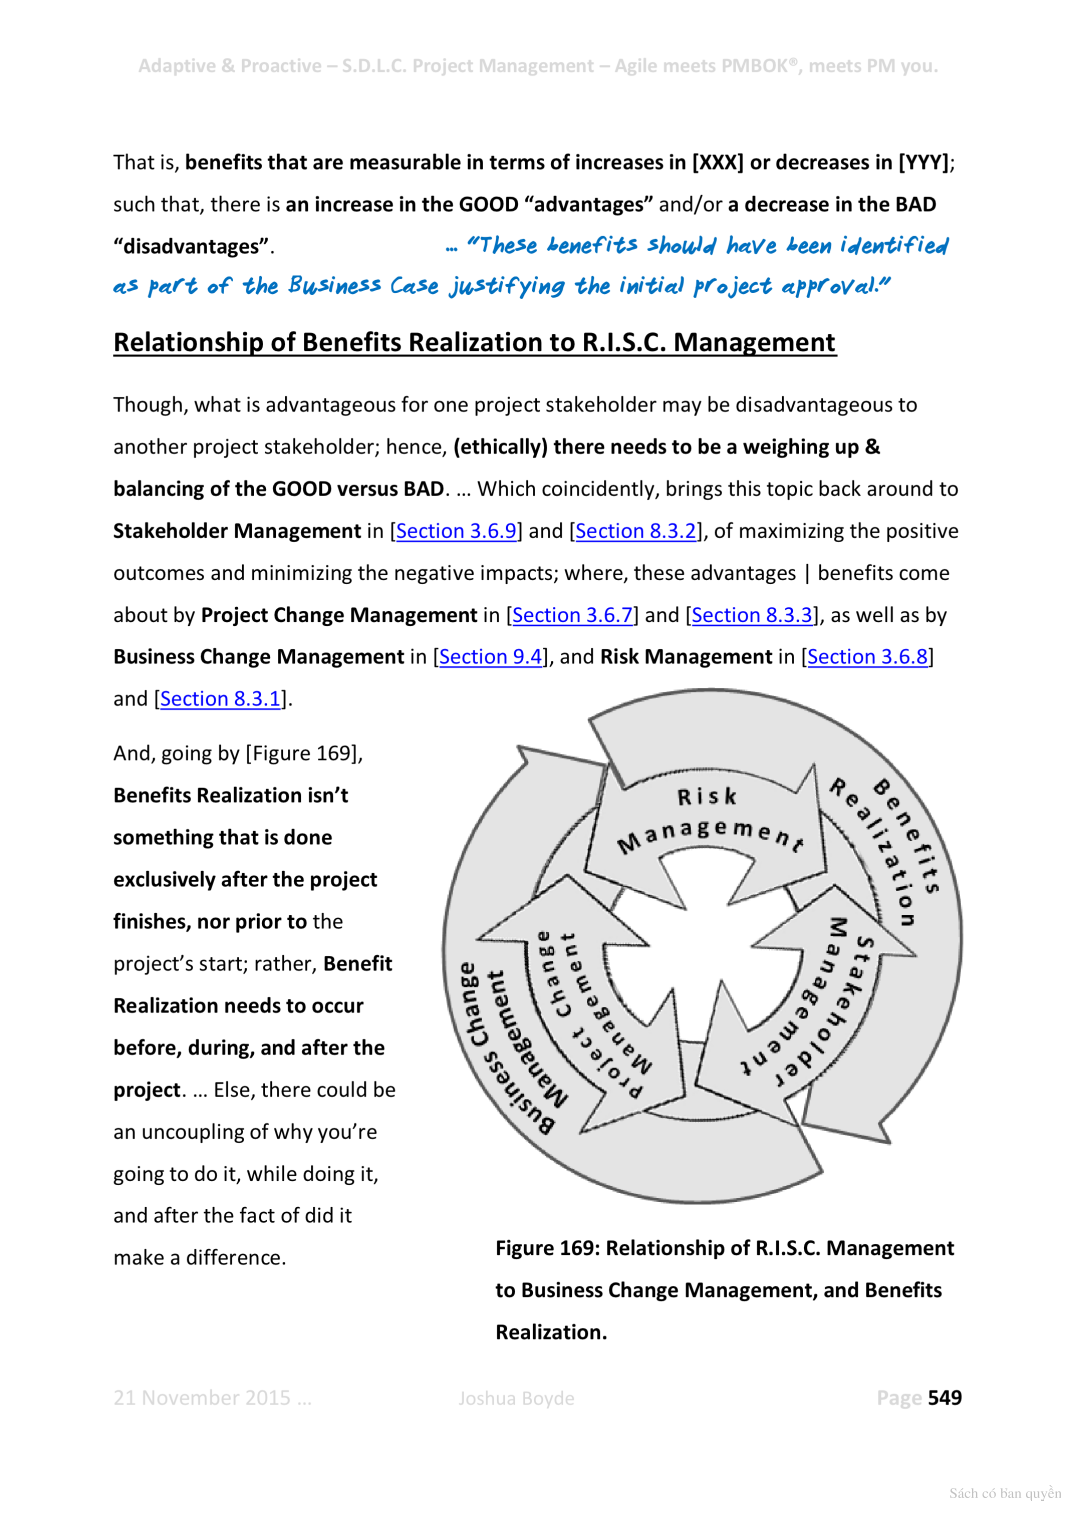 Adaptive & Proactive – S.D.L.C. Project Management – Agile meets PMBOK®, meets PM you.
That is, benefits that are measurable in terms of increases in [XXX] or decreases in [YYY];
such that, there is an increase in the GOOD “advantages” and/or a decrease in the BAD
“disadvantages”. … “These benefits should have been identified
as part of the Business Case justifying the initial project approval.”
Relationship of Benefits Realization to R.I.S.C. Management
Though, what is advantageous for one project stakeholder may be disadvantageous to
another project stakeholder; hence, (ethically) there needs to be a weighing up &
balancing of the GOOD versus BAD. … Which coincidently, brings this topic back around to
Stakeholder Management in [Section 3.6.9] and [Section 8.3.2], of maximizing the positive
outcomes and minimizing the negative impacts; where, these advantages | benefits come
about by Project Change Management in [Section 3.6.7] and [Section 8.3.3], as well as by
Business Change Management in [Section 9.4], and Risk Management in [Section 3.6.8]
and [Section 8.3.1].
And, going by [Figure 169],
Benefits Realization isn’t
something that is done
exclusively after the project
finishes, nor prior to the
project’s start; rather, Benefit
Realization needs to occur
before, during, and after the
project. … Else, there could be
an uncoupling of why you’re
going to do it, while doing it,
and after the fact of did it
make a difference.
Risk
Management
Benefits
Realization
Stakeholder
Management
Project Change
Management
Business Change
Management
Figure 169: Relationship of R.I.S.C. Management
to Business Change Management, and Benefits
Realization.
21 November 2015 … Joshua Boyde Page 549
Sách có bản quyền